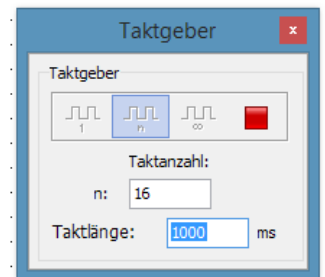 Taktgeber
x
Taktgeber
1 n ∞
Taktanzahl:
n: 16
Taktlänge: 1000 ms